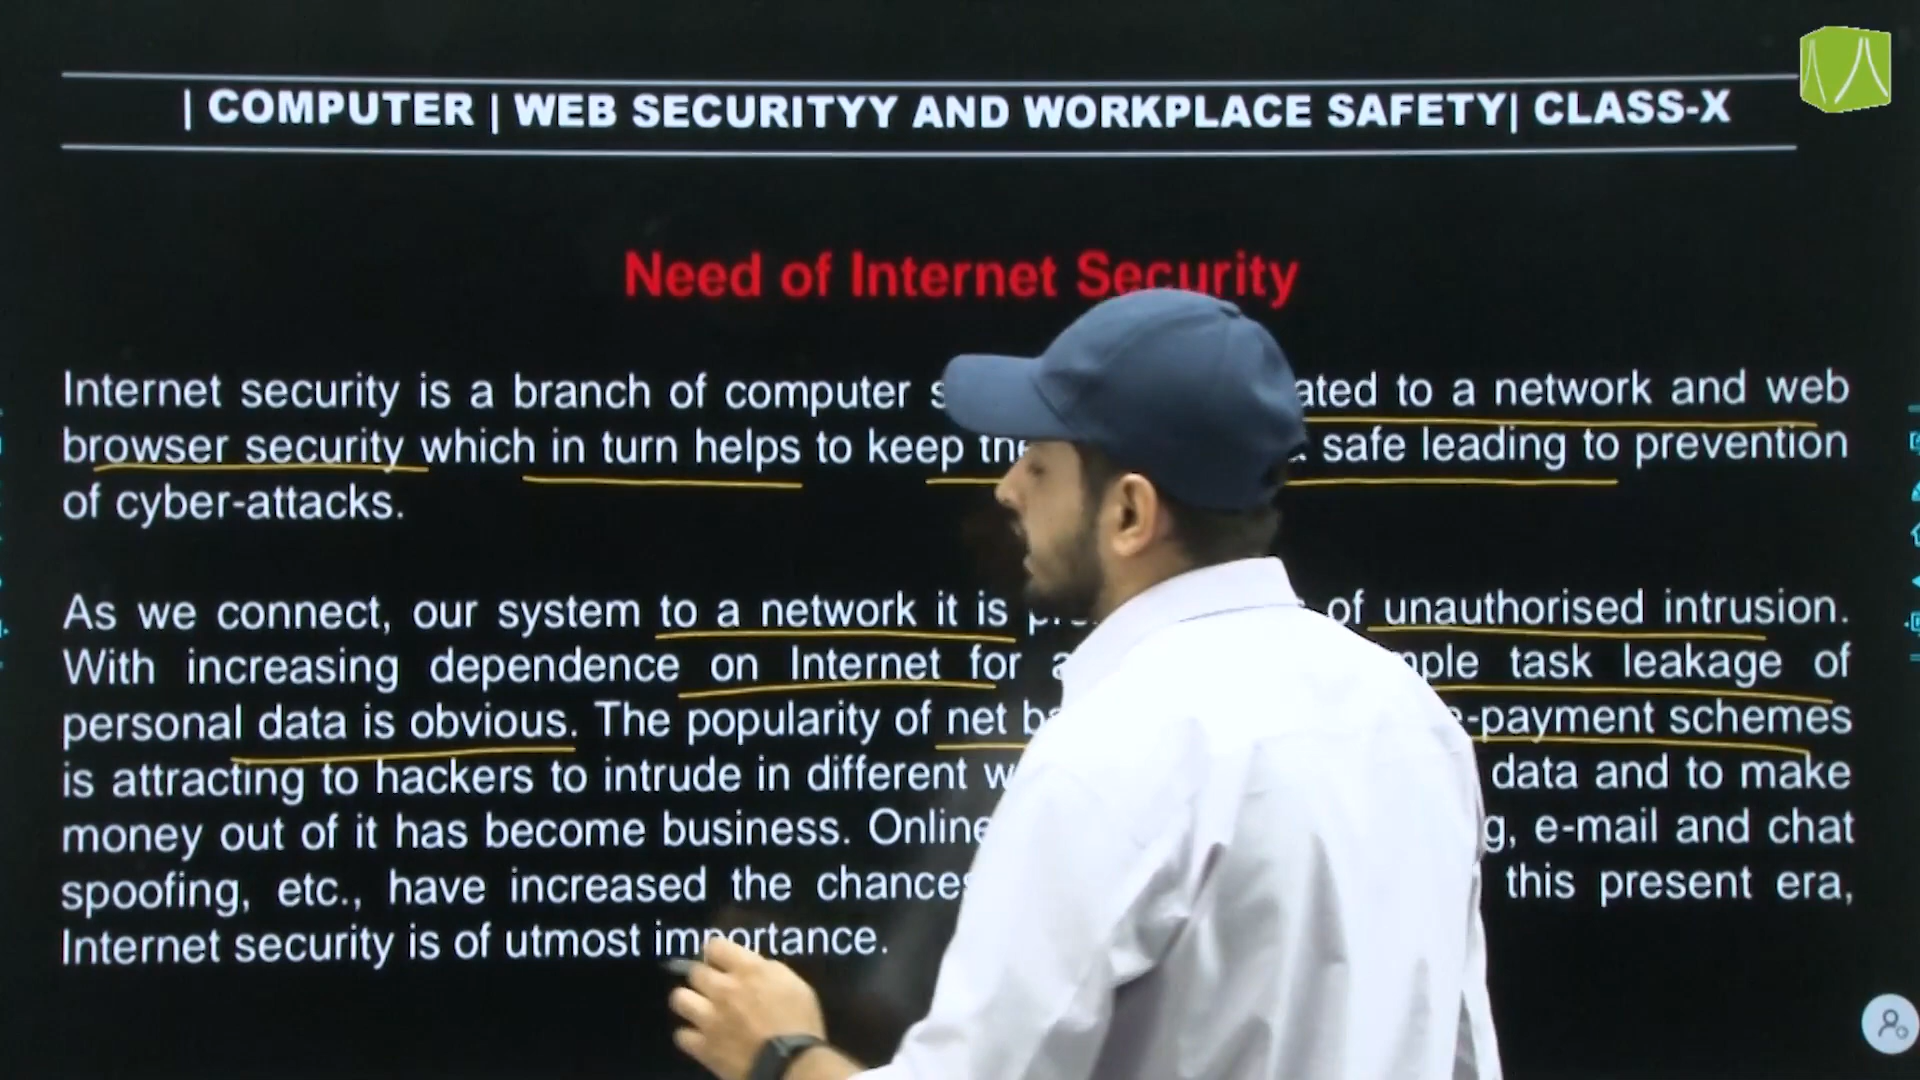 | COMPUTER | WEB SECURITYY AND WORKPLACE SAFETY| CLASS-X
Need of Internet Security
Internet security is a branch of computer to a network and web
browser security which in turn helps to keep safe leading to prevention
of cyber-attacks.
As we connect, our system to a network it is of unauthorised intrusion.
With increasing dependence on Internet for task leakage of
personal data is obvious. The popularity of net e-payment schemes
is attracting to hackers to intrude in different data and to make
money out of it has become business. Online e-mail and chat
spoofing, etc., have increased the chances this present era,
Internet security is of utmost importance.